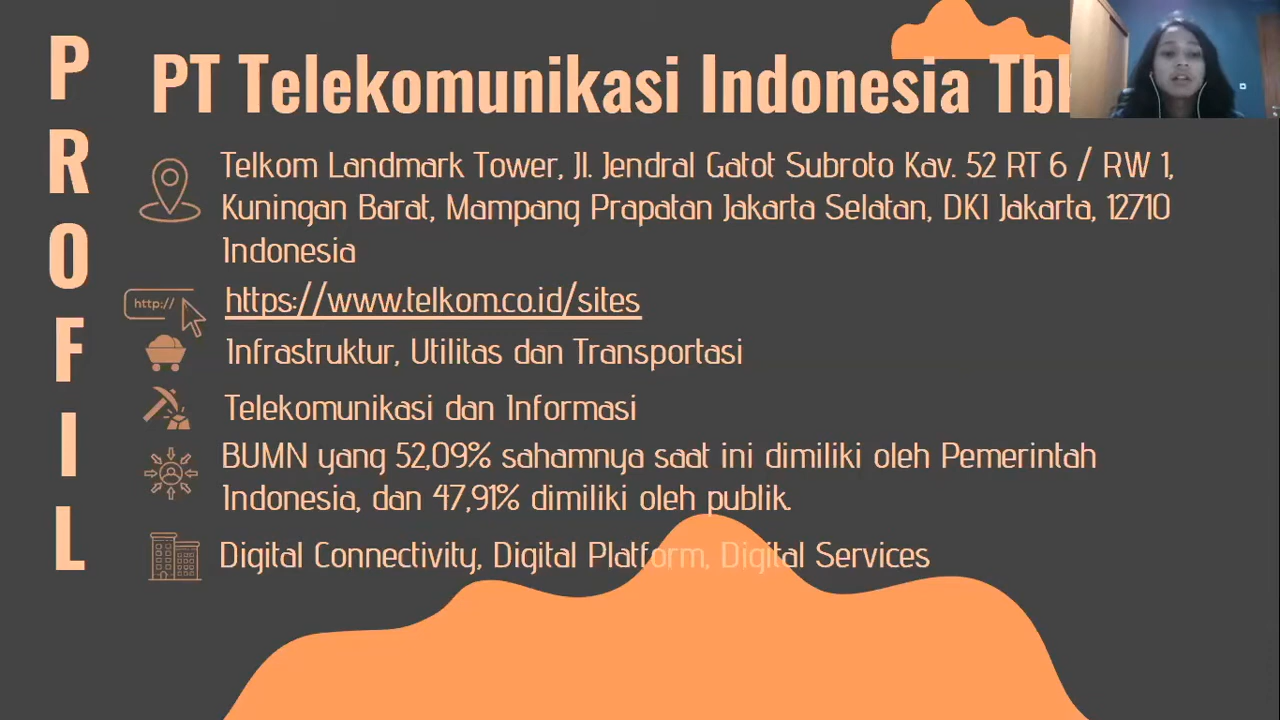 PROFIL
PT Telekomunikasi Indonesia
Telkom Landmark Tower, Jl. Jendral Gatot Subroto Kav. 52 RT 6 / RW 1,
Kuningan Barat, Mampang Prapatan Jakarta Selatan, DKI Jakarta, 12710
Indonesia
http://
https://www.telkom.co.id/sites
Infrastruktur, Utilitas dan Transportasi
Telekomunikasi dan Informasi
BUMN yang 52,09% sahamnya saat ini dimiliki oleh Pemerintah
Indonesia, dan 47,91% dimiliki oleh publik.
Digital Connectivity, Digital Platform, Digital Services